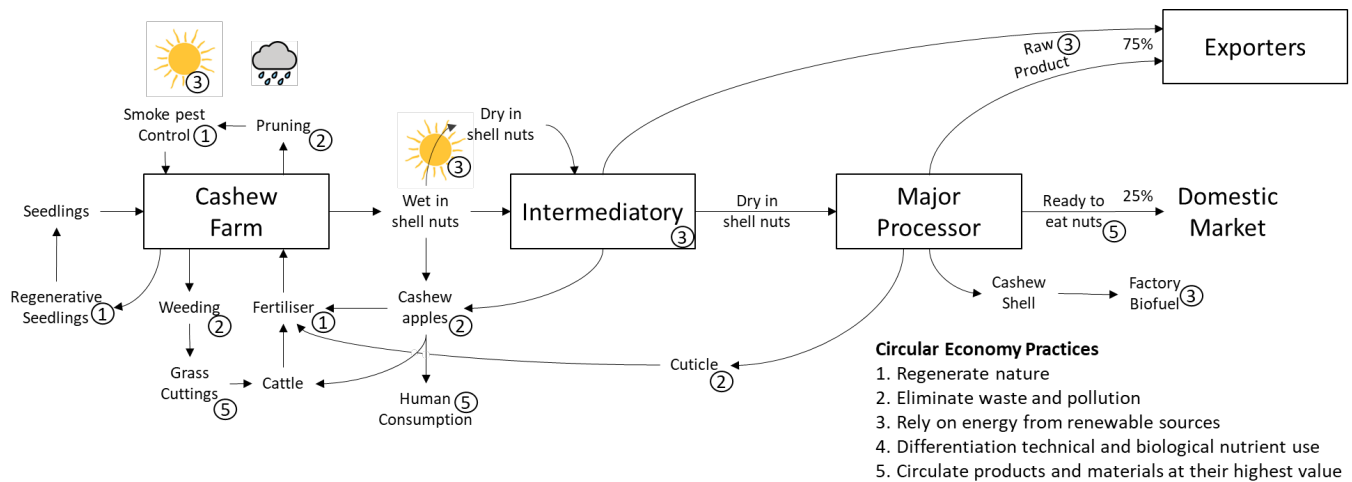 Raw 3
Product
75%
Exporters
3
Smoke pest
Control 1
Pruning 2
Dry in
shell nuts
3
Seedlings
Cashew
Farm
Wet in
shell nuts
Intermediatory
3
Dry in
shell nuts
Major
Processor
Ready to
eat nuts 5
25%
Domestic
Market
Regenerative
Seedlings 1
Weeding
2
Fertiliser
1
Cashew
apples 2
Cashew
Shell
Factory
Biofuel 3
Grass
Cuttings 5
Cattle
Human 5
Consumption
Cuticle
2
Circular Economy Practices
1. Regenerate nature
2. Eliminate waste and pollution
3. Rely on energy from renewable sources
4. Differentiation technical and biological nutrient use
5. Circulate products and materials at their highest value